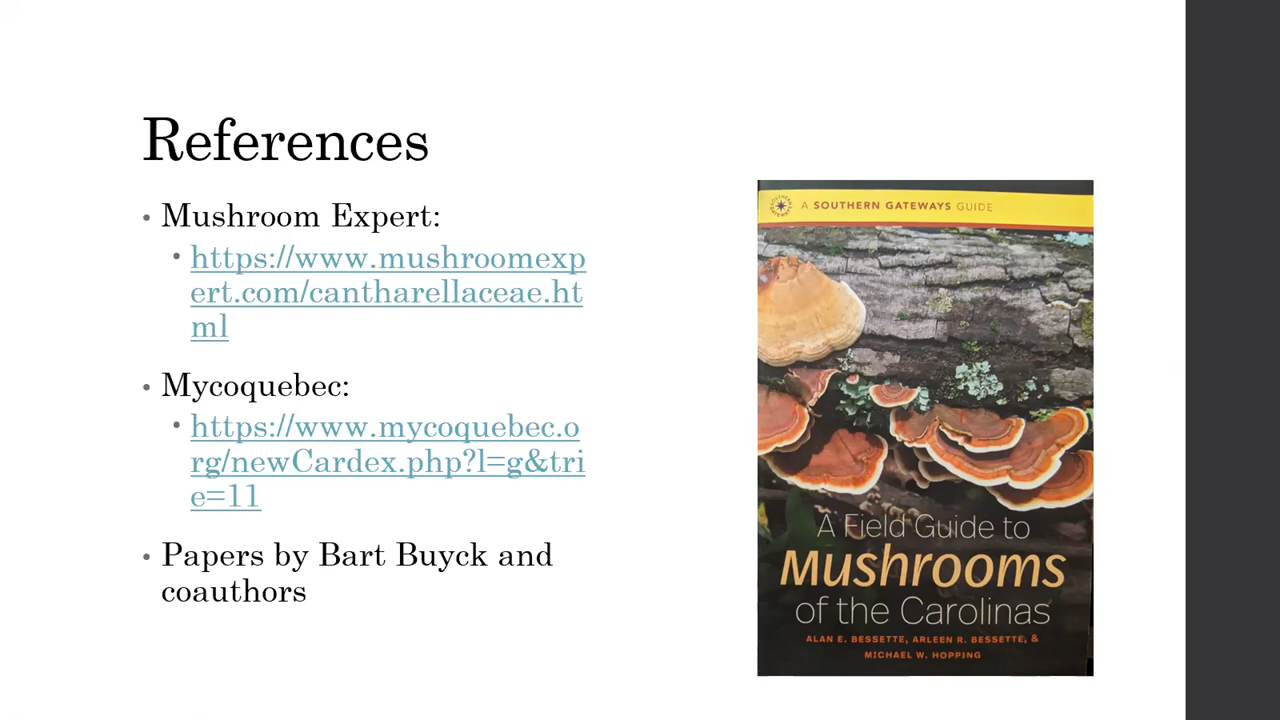 References
• Mushroom Expert:
• https://www.mushroomexp
ert.com/cantharellaceae.ht
ml
• Mycoquebec:
• https://www.mycoquebec.o
rg/newCardex.php?l=g&tri
e=11
• Papers by Bart Buyck and
coauthors
SOUTHERN GATEWAYS
A SOUTHERN GATEWAYS GUIDE
A Field Guide to
Mushrooms
of the Carolinas
ALAN E. BESSETTE, ARLEEN R. BESSETTE, &
MICHAEL W. HOPPING